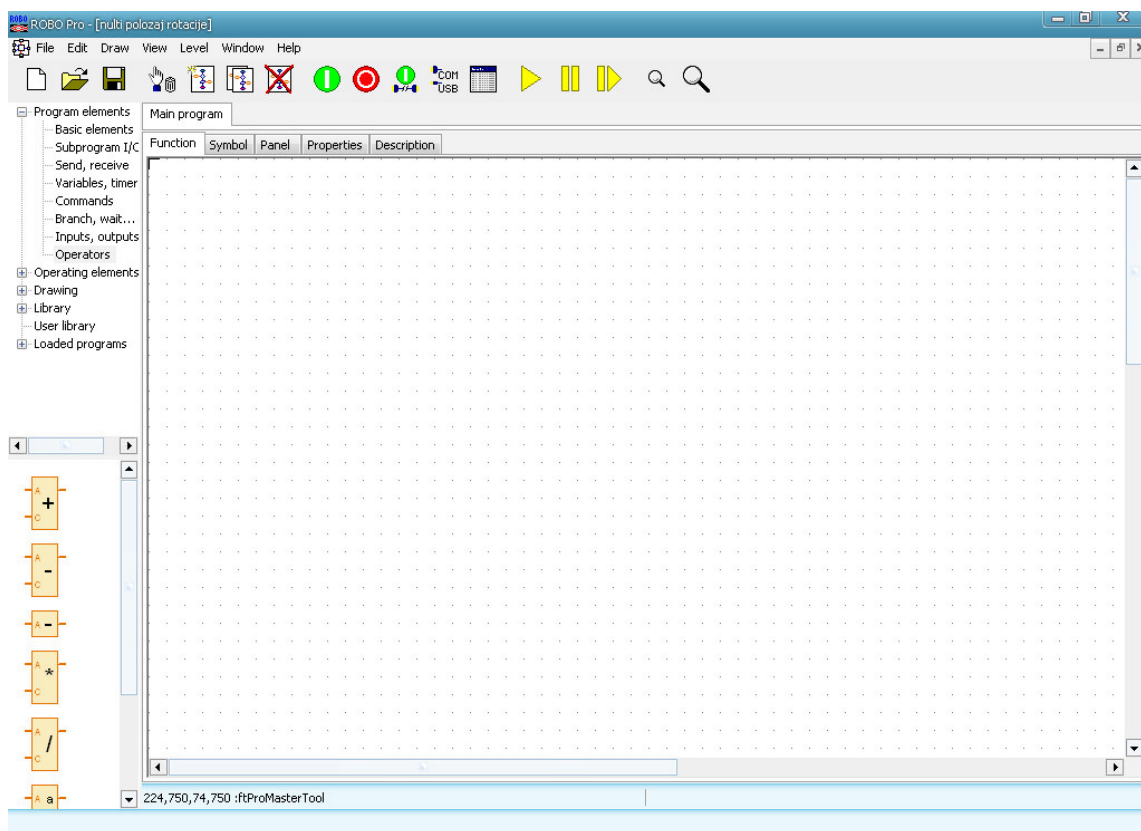 ROBO
ROBO Pro - [nulti polozaj rotacije]
File Edit Draw View Level Window Help
COM
USB
Program elements
Basic elements
Subprogram I/C
Send, receive
Variables, timer
Commands
Branch, wait...
Inputs, outputs
Operators
Operating elements
Drawing
Library
User library
Loaded programs
Main program
Function Symbol Panel Properties Description
A
+
C
A
-
C
A -
A
*
C
A
/
C
A a
224,750,74,750 :ftProMasterTool